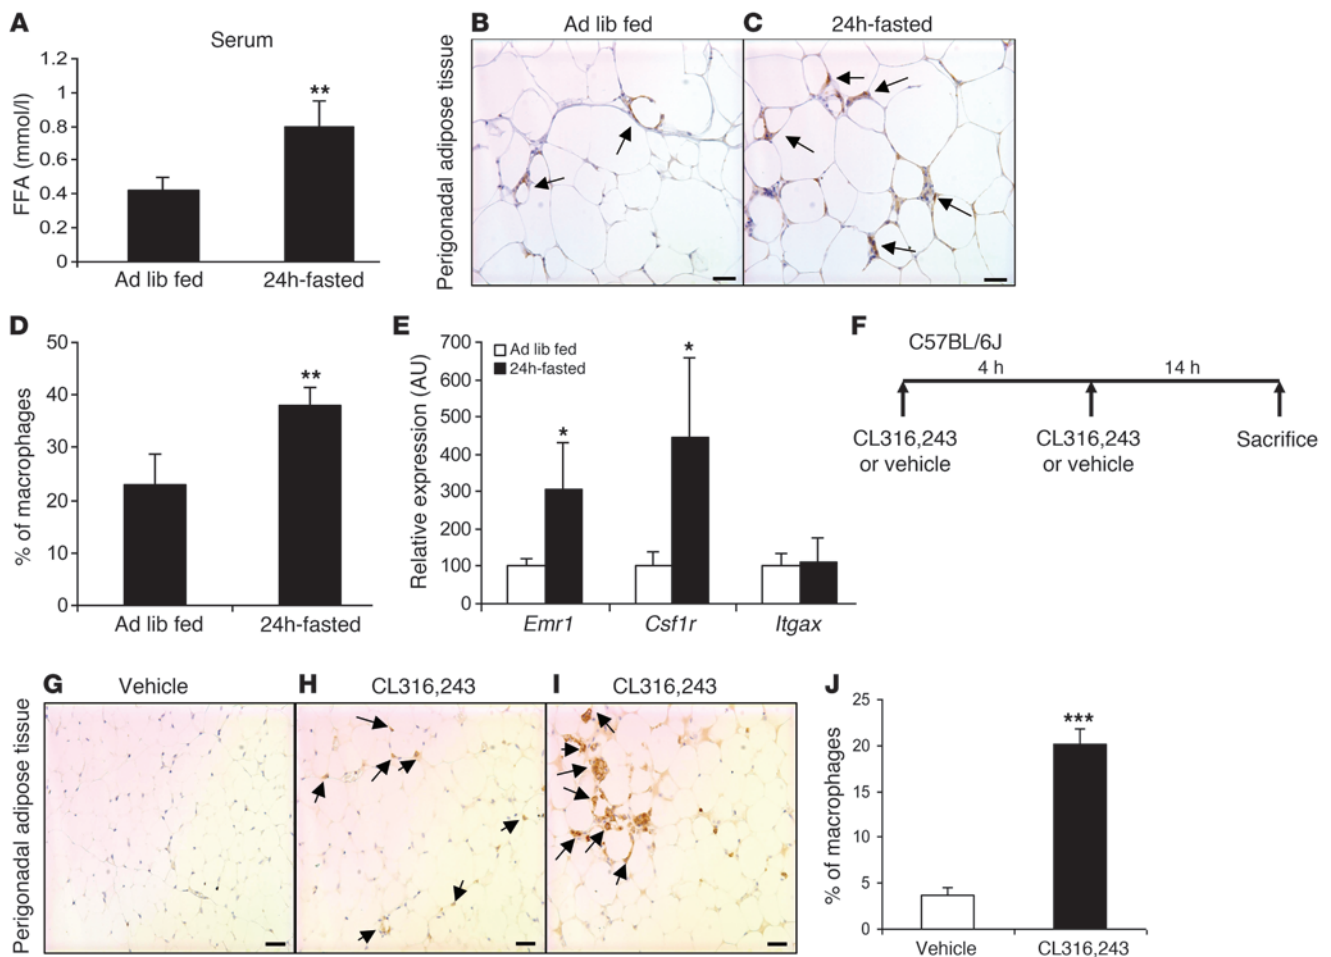 A
Serum
FFA (mmol/l)
1.2
1
0.8
0.6
0.4
0.2
0
**
Ad lib fed
24h-fasted
Perigonadal adipose tissue
B
Ad lib fed
C
24h-fasted
D
% of macrophages
50
40
30
20
10
0
**
Ad lib fed
24h-fasted
E
Relative expression (AU)
700
600
500
400
300
200
100
0
Ad lib fed
24h-fasted
*
*
Emr1
Csf1r
Itgax
F
C57BL/6J
4 h
14 h
CL316,243
or vehicle
CL316,243
or vehicle
Sacrifice
Perigonadal adipose tissue
G
Vehicle
H
CL316,243
I
CL316,243
J
% of macrophages
25
20
15
10
5
0
***
Vehicle
CL316,243